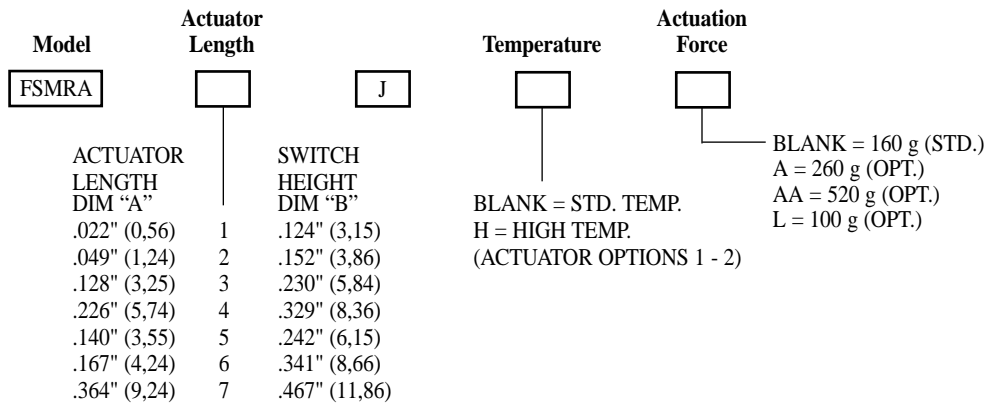 Model
Actuator
Length
Temperature
Actuation
Force
FSMRA
J
ACTUATOR
LENGTH
DIM “A”
SWITCH
HEIGHT
DIM “B”
.022" (0,56) 1 .124" (3,15)
.049" (1,24) 2 .152" (3,86)
.128" (3,25) 3 .230" (5,84)
.226" (5,74) 4 .329" (8,36)
.140" (3,55) 5 .242" (6,15)
.167" (4,24) 6 .341" (8,66)
.364" (9,24) 7 .467" (11,86)
BLANK = STD. TEMP.
H = HIGH TEMP.
(ACTUATOR OPTIONS 1 - 2)
BLANK = 160 g (STD.)
A = 260 g (OPT.)
AA = 520 g (OPT.)
L = 100 g (OPT.)